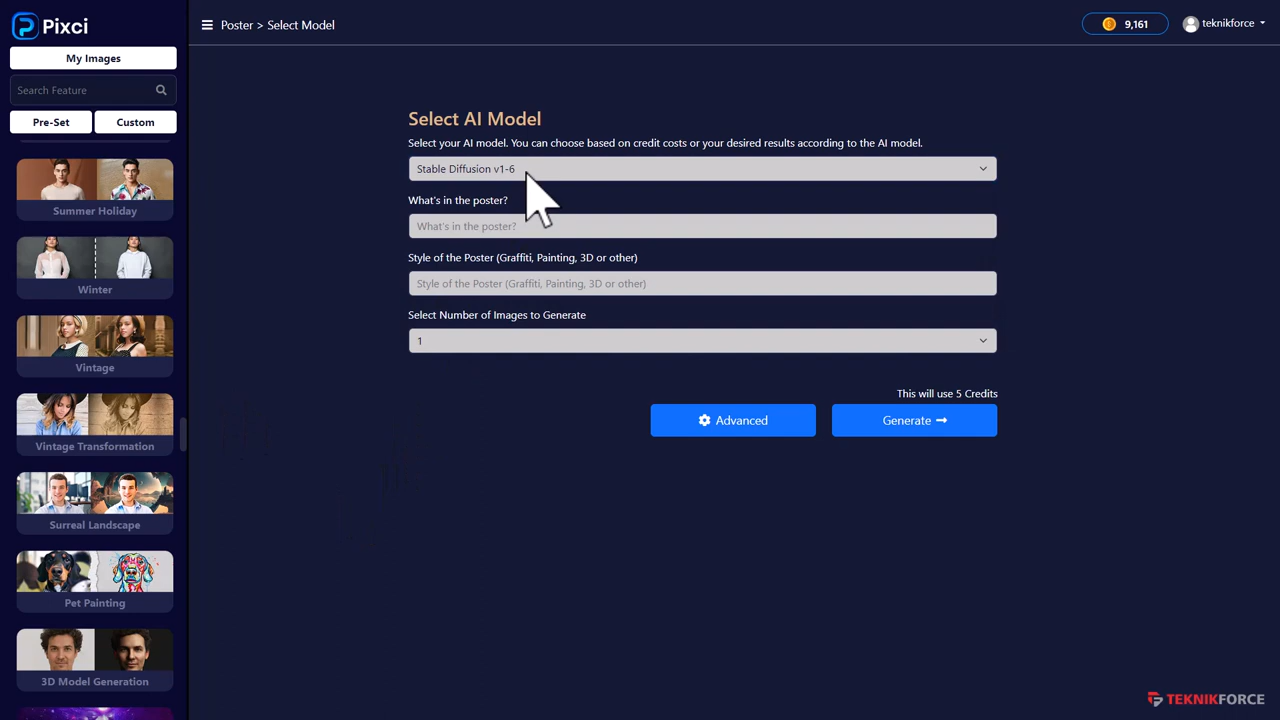 Pixci
My Images
Search Feature
Pre-Set
Custom
Summer Holiday
Winter
Vintage
Vintage Transformation
Surreal Landscape
Pet Painting
3D Model Generation
Poster > Select Model
9,161
teknikforce
Select AI Model
Select your AI model. You can choose based on credit costs or your desired results according to the AI model.
Stable Diffusion v1-6
What's in the poster?
What's in the poster?
Style of the Poster (Graffiti, Painting, 3D or other)
Style of the Poster (Graffiti, Painting, 3D or other)
Select Number of Images to Generate
1
This will use 5 Credits
Advanced
Generate
TEKNIKFORCE